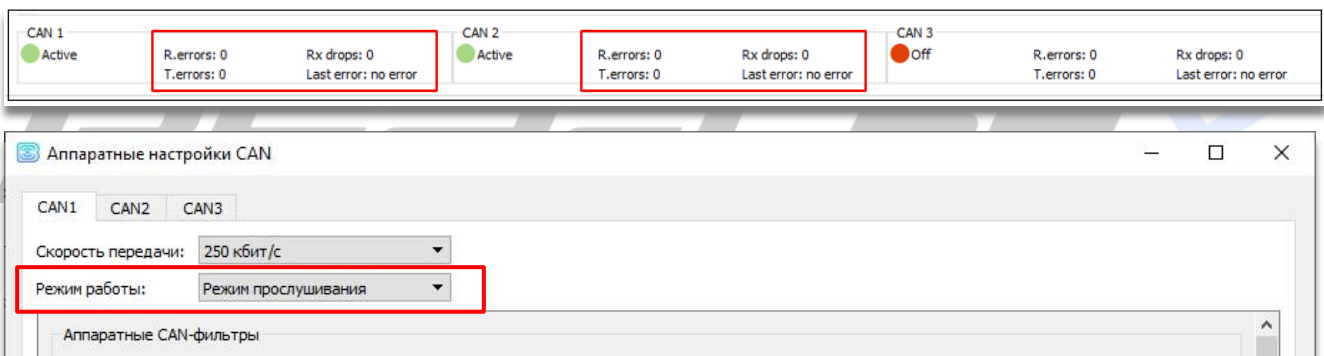 CAN 1
Active
R.errors: 0
Rx drops: 0
T.errors: 0
Last error: no error
CAN 2
Active
R.errors: 0
Rx drops: 0
T.errors: 0
Last error: no error
CAN 3
Off
R.errors: 0
Rx drops: 0
T.errors: 0
Last error: no error
Аппаратные настройки CAN
CAN1 CAN2 CAN3
Скорость передачи: 250 кбит/с
Режим работы: Режим прослушивания
Аппаратные CAN-фильтры